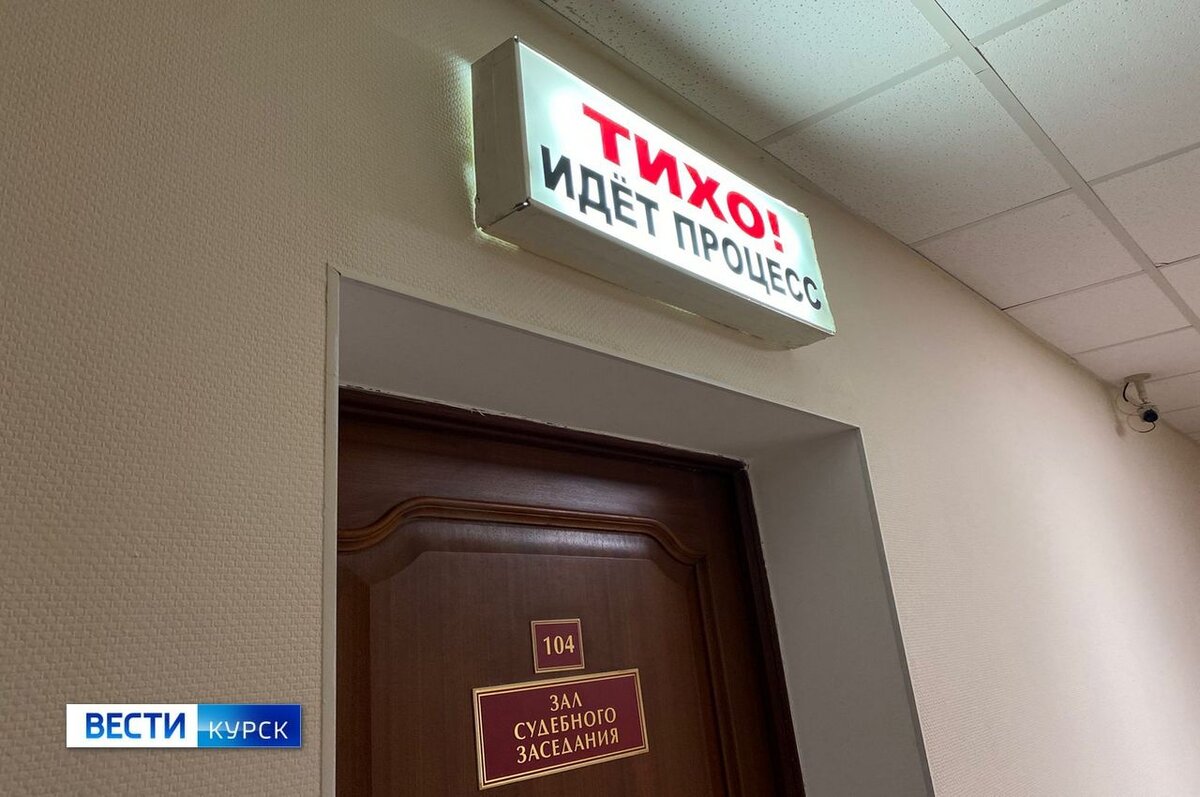 ТИХО!
ИДЁТ ПРОЦЕСС
104
ЗАЛ
СУДЕБНОГО
ЗАСЕДАНИЯ
ВЕСТИ КУРСК